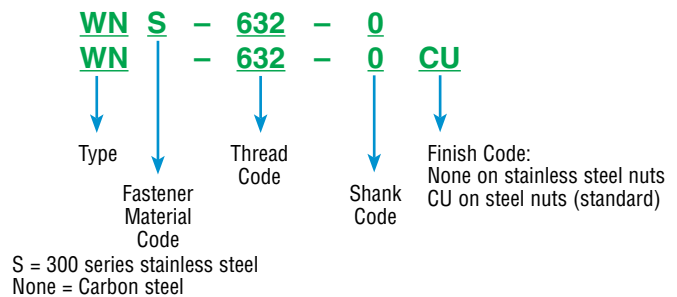 WN S – 632 – 0
WN – 632 – 0 CU
Type
Fastener
Material
Code
Thread
Code
Shank
Code
Finish Code:
None on stainless steel nuts
CU on steel nuts (standard)
S = 300 series stainless steel
None = Carbon steel